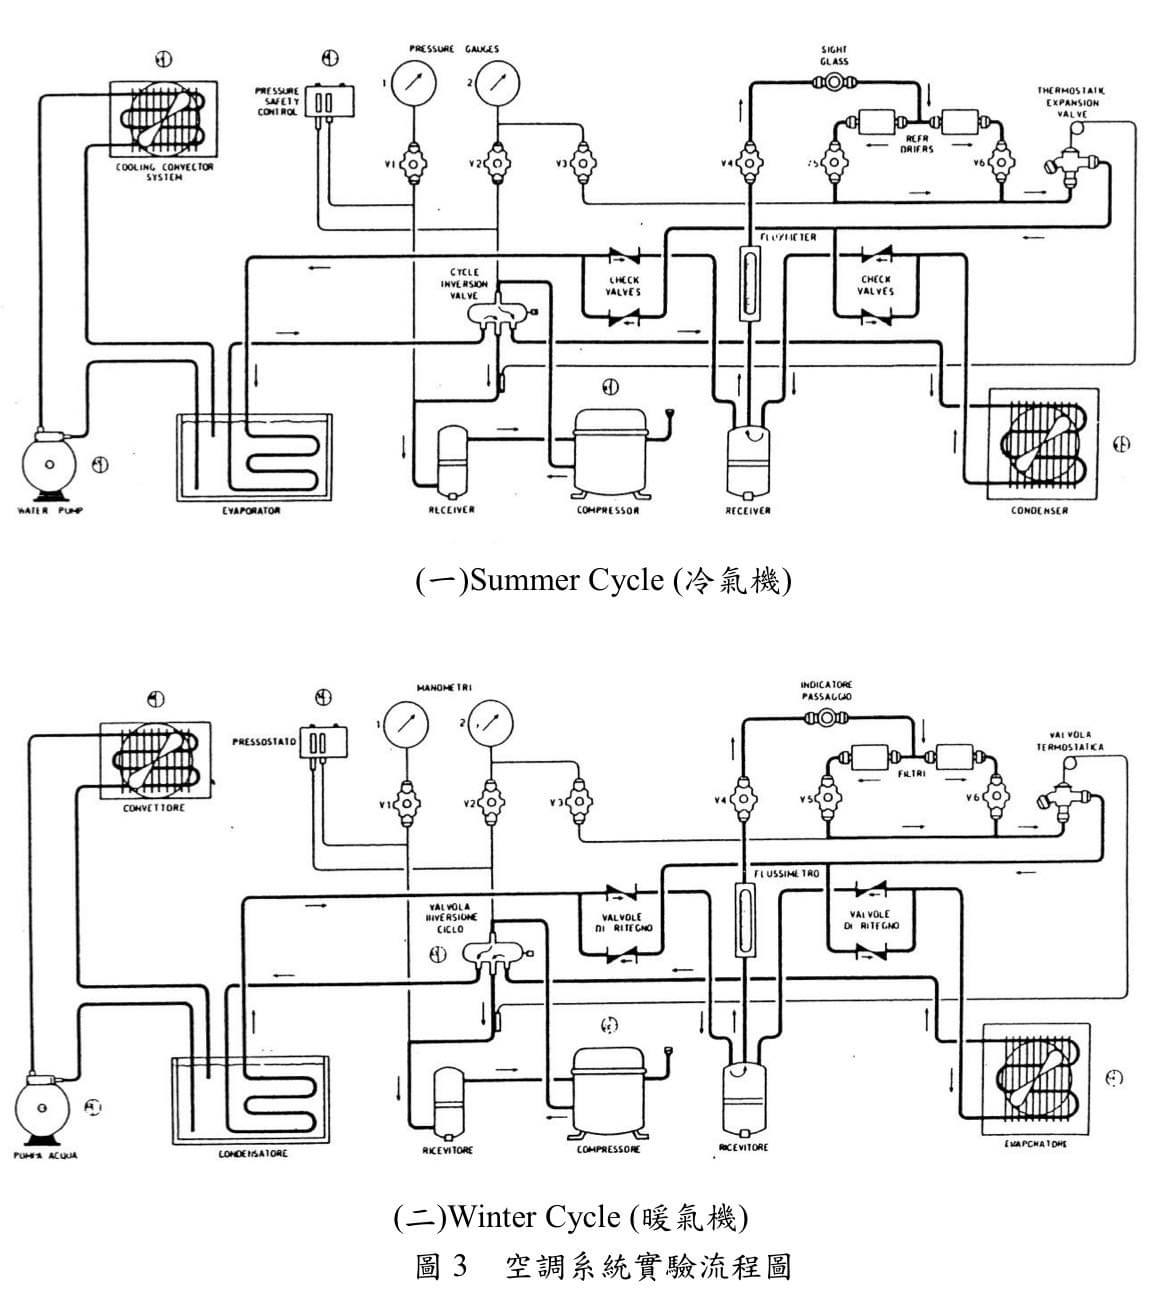 PRESSURE GAUGES
1
2
PRESSURE
SAFETY
CONTROL
SIGHT
GLASS
THERMOSTATIC
EXPANSION
VALVE
COOLING CONVECTOR
SYSTEM
V1
V2
V3
V4
V6
REFR
DRIERS
FLUXMETER
CYCLE
INVERSION
VALVE
CHECK
VALVES
CHECK
VALVES
WATER PUMP
EVAPORATOR
RECEIVER
COMPRESSOR
RECEIVER
CONDENSER
(一)Summer Cycle (冷氣機)
MANOMETRI
1
2
PRESSOSTATO
INDICATORE
PASSAGGIO
VALVOLA
TERMOSTATICA
CONVETTORE
V1
V2
V3
V4
V5
V6
FILTRI
FLUSSIMETRO
VALVOLA
INVERSIONE
CICLO
VALVOLE
DI RITEGNO
VALVOLE
DI RITEGNO
POMPA ACQUA
CONDENSATORE
RICEVITORE
COMPRESSORE
RICEVITORE
EVAPORATORE
(二)Winter Cycle (暖氣機)
圖 3 空調系統實驗流程圖